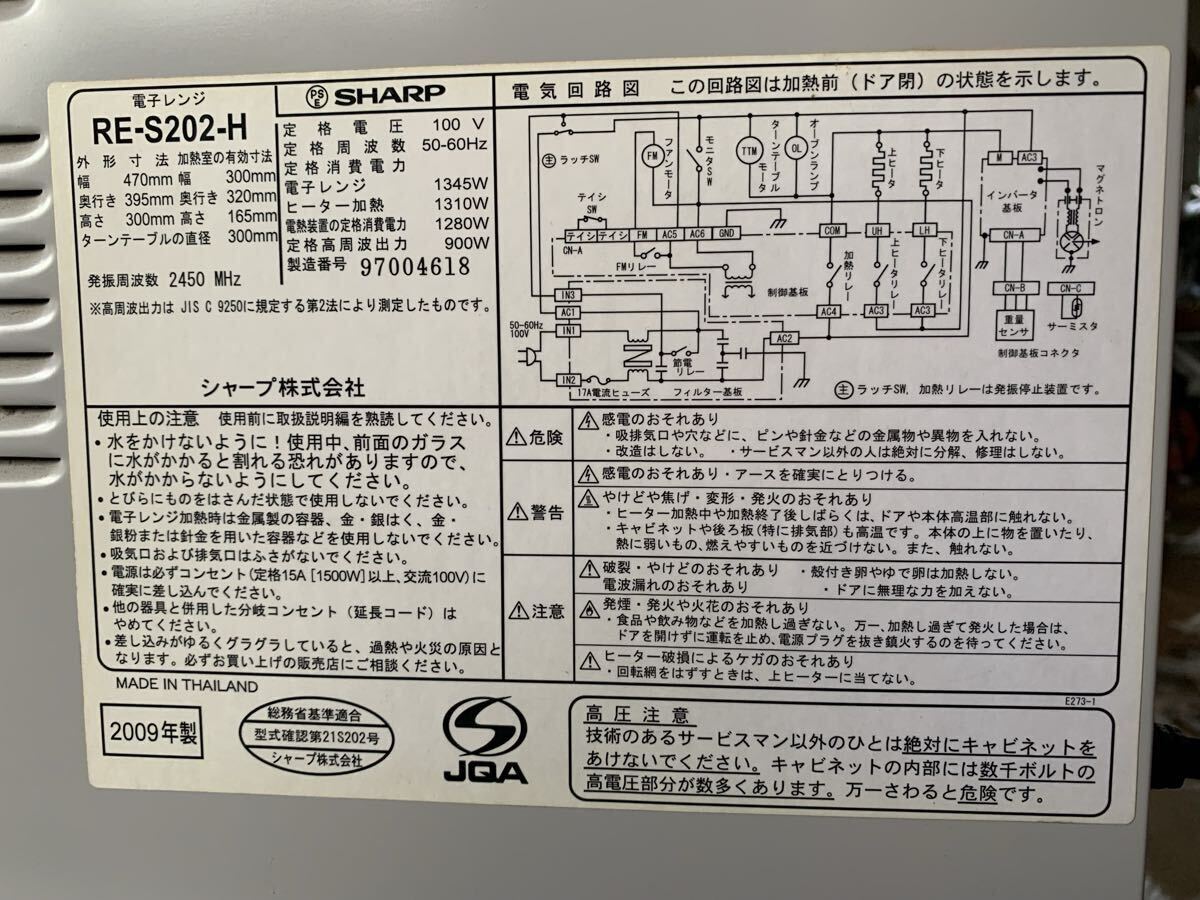 電子レンジ
RE-S202-H
外形寸法 加熱室の有効寸法
幅 470mm 幅 300mm
奥行き 395mm 奥行き 320mm
高さ 300mm 高さ 165mm
ターンテーブルの直径 300mm
発振周波数 2450 MHz
PSE SHARP
定格電圧 100 V
定格周波数 50-60Hz
定格消費電力
電子レンジ 1345W
ヒーター加熱 1310W
電熱装置の定格消費電力 1280W
定格高周波出力 900W
製造番号 97004618
※高周波出力は JIS C 9250に規定する第2法により測定したものです。
シャープ株式会社
電気回路図 この回路図は加熱前(ドア閉)の状態を示します。
主 ラッチSW
FM
ファンモータ
モニタSW
TTM
ターンテーブルモータ
OL
オーブンランプ
上ヒータ
下ヒータ
M AC3
インバータ基板
CN-A
マグネトロン
テイシSW
テイシ テイシ FM AC5 AC6 GND
CN-A
COM UH LH
FMリレー
加熱リレー
上ヒータリレー
下ヒータリレー
制御基板
AC4 AC3 AC3
IN3
AC1
50-60Hz
100V
IN1
IN2
AC2
節電リレー
17A電流ヒューズ
フィルター基板
CN-B CN-C
重量センサ
サーミスタ
制御基板コネクタ
主 ラッチSW, 加熱リレーは発振停止装置です。
使用上の注意 使用前に取扱説明編を熟読してください。
・水をかけないように!使用中、前面のガラス
に水がかかると割れる恐れがありますので、
水がかからないようにしてください。
・とびらにものをはさんだ状態で使用しないでください。
・電子レンジ加熱時は金属製の容器、金・銀はく、金・
銀粉または針金を用いた容器などを使用しないでください。
・吸気口および排気口はふさがないでください。
・電源は必ずコンセント(定格15A [1500W]以上、交流100V)に
確実に差し込んでください。
・他の器具と併用した分岐コンセント(延長コード)は
やめてください。
・差し込みがゆるくグラグラしていると、過熱や火災の原因と
なります。必ずお買い上げの販売店にご相談ください。
危険
感電のおそれあり
・吸排気口や穴などに、ピンや針金などの金属物や異物を入れない。
・改造はしない。 ・サービスマン以外の人は絶対に分解、修理はしない。
警告
感電のおそれあり・アースを確実にとりつける。
やけどや焦げ・変形・発火のおそれあり
・ヒーター加熱中や加熱終了後しばらくは、ドアや本体高温部に触れない。
・キャビネットや後ろ板(特に排気部)も高温です。本体の上に物を置いたり、
熱に弱いもの、燃えやすいものを近づけない。また、触れない。
注意
破裂・やけどのおそれあり ・殻付き卵やゆで卵は加熱しない。
電波漏れのおそれあり ・ドアに無理な力を加えない。
発煙・発火や火花のおそれあり
・食品や飲み物などを加熱し過ぎない。万一、加熱し過ぎて発火した場合は、
ドアを開けずに運転を止め、電源プラグを抜き鎮火するのを待ってください。
ヒーター破損によるケガのおそれあり
・回転網をはずすときは、上ヒーターに当てない。
E273-1
MADE IN THAILAND
2009年製
総務省基準適合
型式確認第21S202号
シャープ株式会社
JQA
高圧注意
技術のあるサービスマン以外のひとは絶対にキャビネットを
あけないでください。キャビネットの内部には数千ボルトの
高電圧部分が数多くあります。万一さわると危険です。